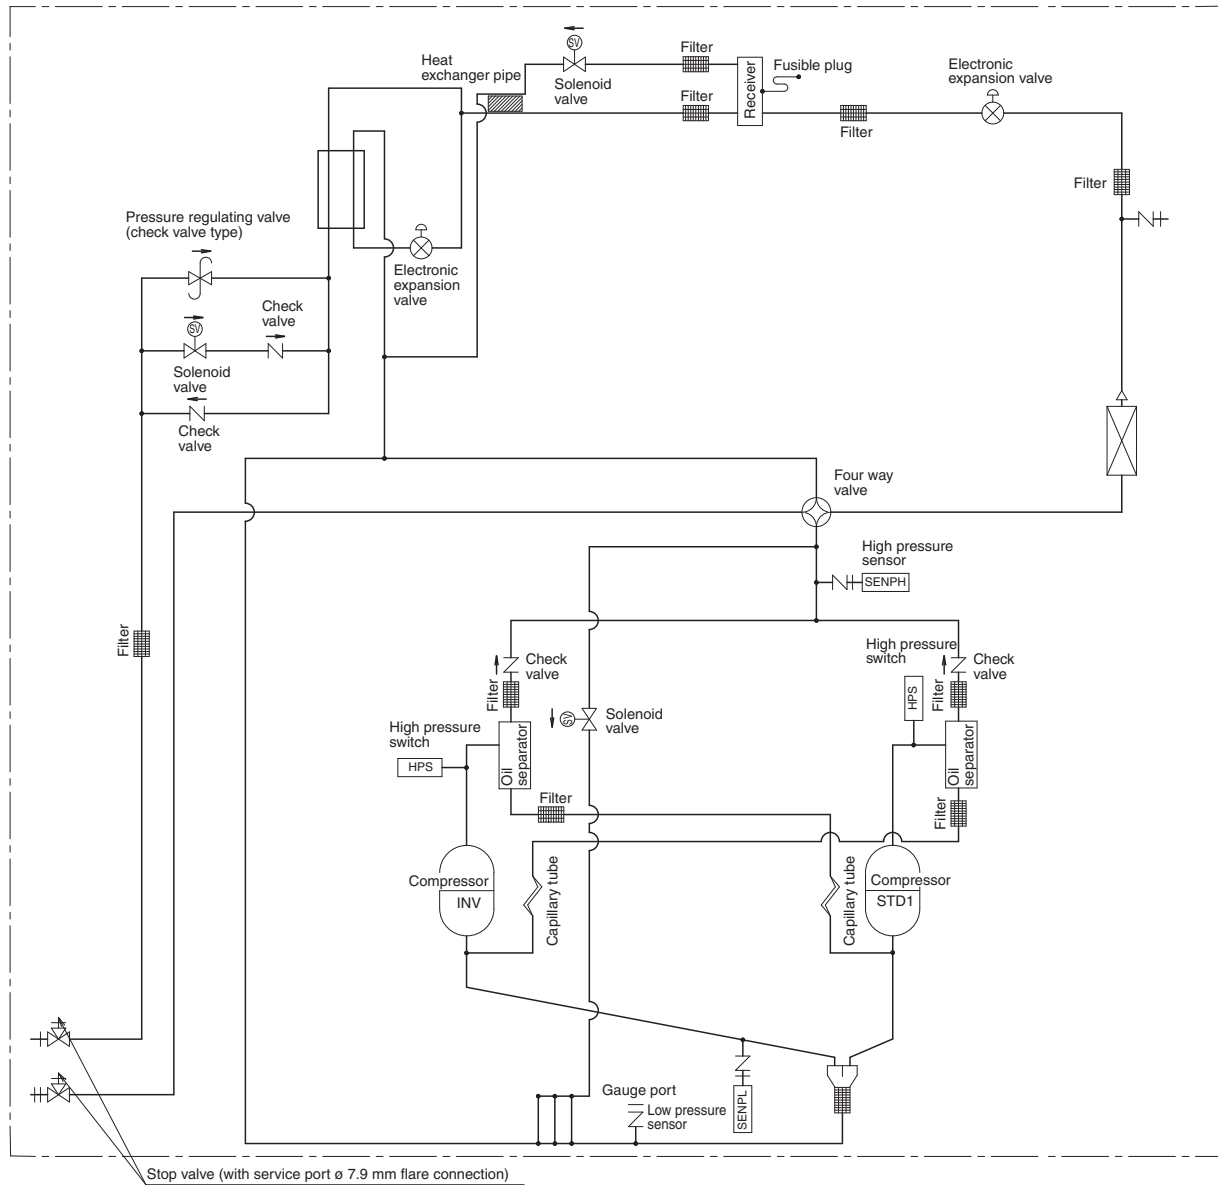 Heat
exchanger pipe
SV
Solenoid
valve
Filter
Filter
Receiver
Fusible plug
Filter
Electronic
expansion valve
Filter
Pressure regulating valve
(check valve type)
Electronic
expansion
valve
SV
Solenoid
valve
Check
valve
Check
valve
Four way
valve
High pressure
sensor
SENPH
Filter
Check
valve
Filter
High pressure
switch
HPS
Oil
separator
SV
Solenoid
valve
High pressure
switch
HPS
Check
valve
Filter
Oil
separator
Filter
Filter
Compressor
INV
Capillary tube
Capillary tube
Compressor
STD1
Gauge port
Low pressure
sensor
SENPL
Stop valve (with service port ø 7.9 mm flare connection)